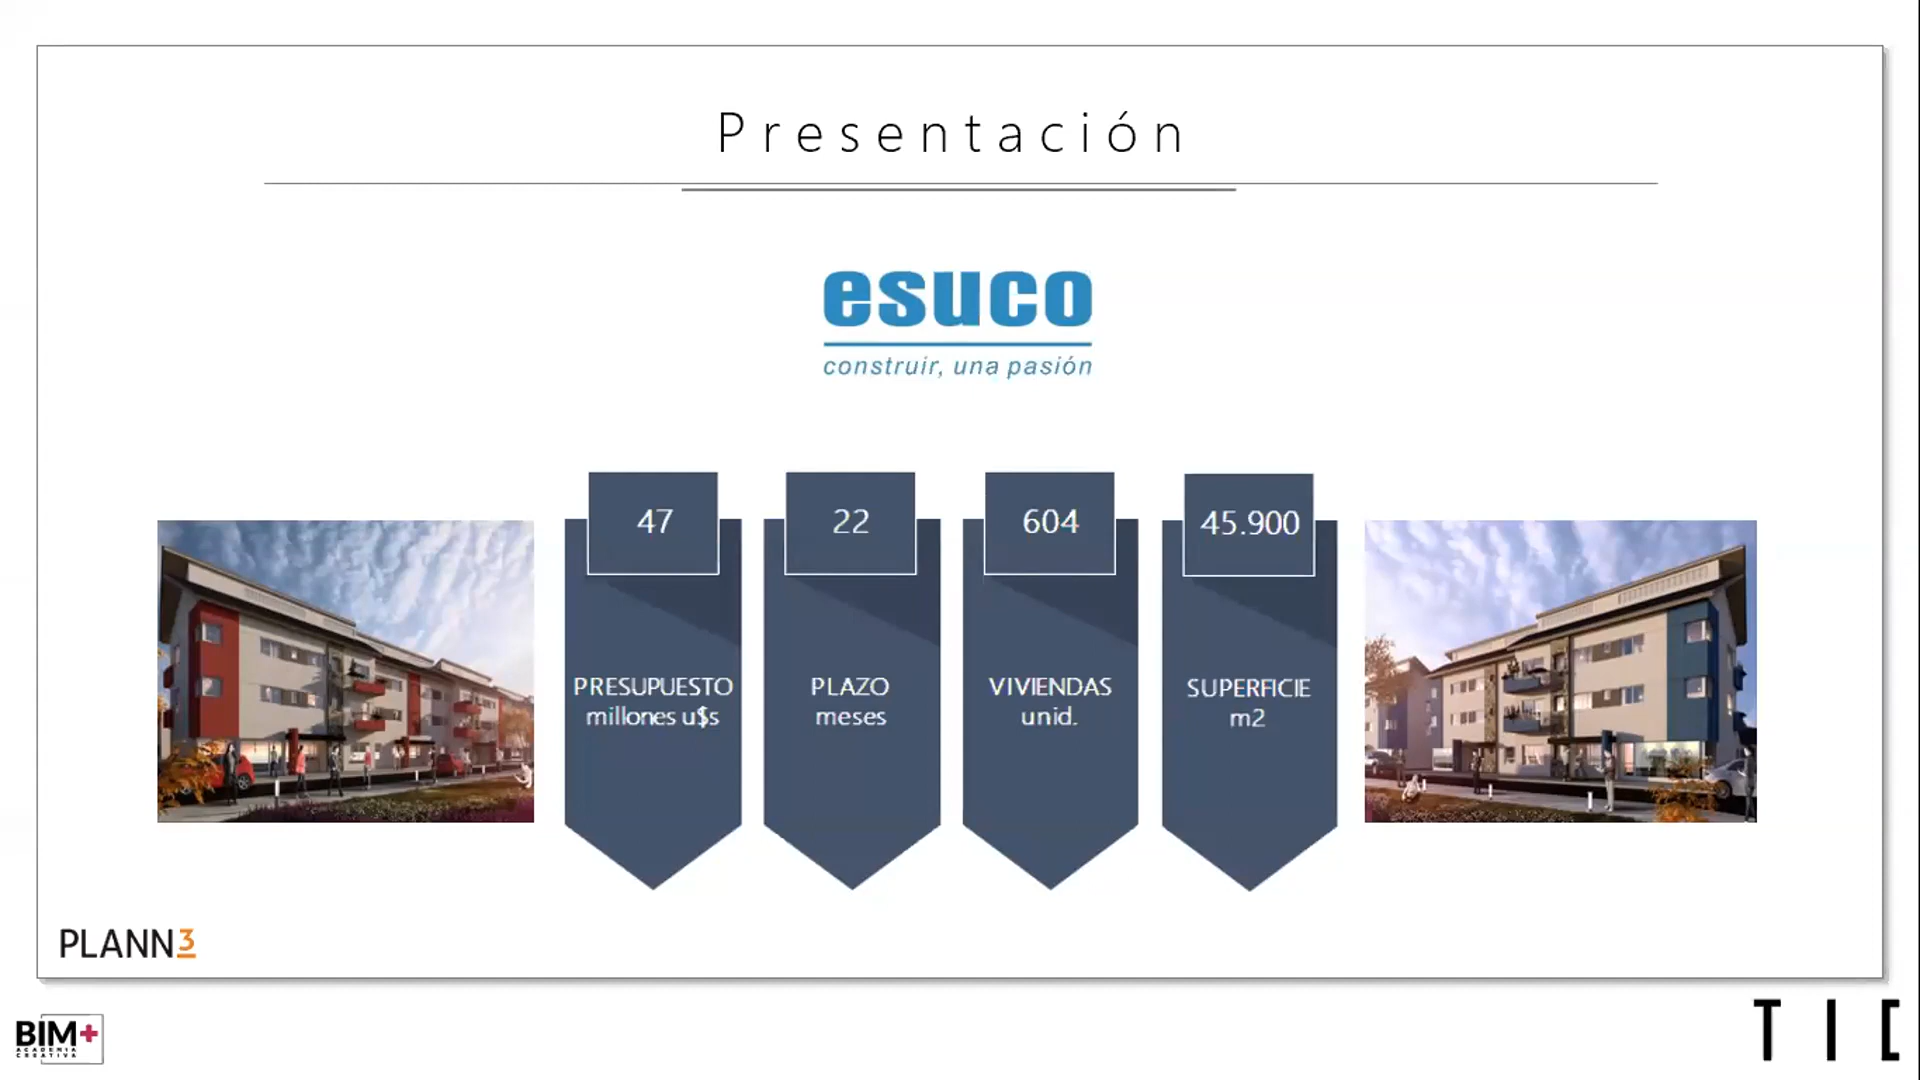 Presentación
esuco
construir, una pasión
47
PRESUPUESTO
millones u$s
22
PLAZO
meses
604
VIVIENDAS
unid.
45.900
SUPERFICIE
m2
PLANN3
BIM+
ACADEMIA
CREATIVA
TIC